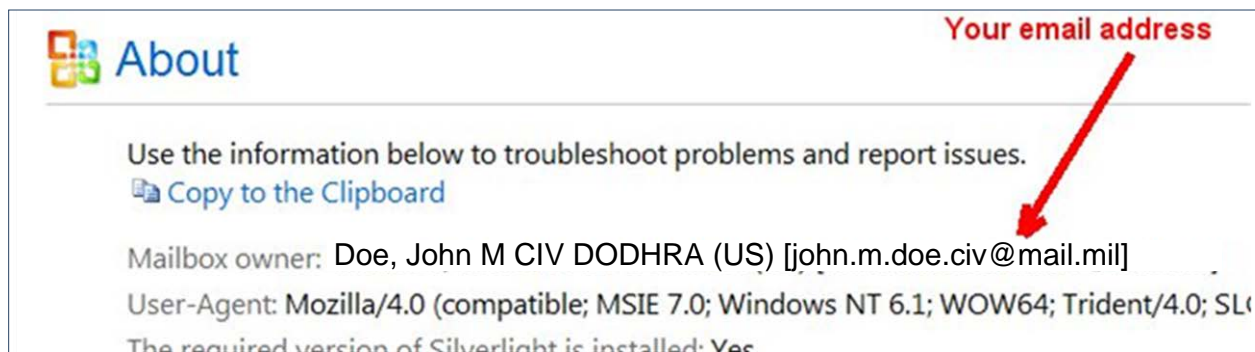 Your email address
About
Use the information below to troubleshoot problems and report issues.
Copy to the Clipboard
Mailbox owner: Doe, John M CIV DODHRA (US) [john.m.doe.civ@mail.mil]
User-Agent: Mozilla/4.0 (compatible; MSIE 7.0; Windows NT 6.1; WOW64; Trident/4.0;
The required version of Silverlight is installed: Yes